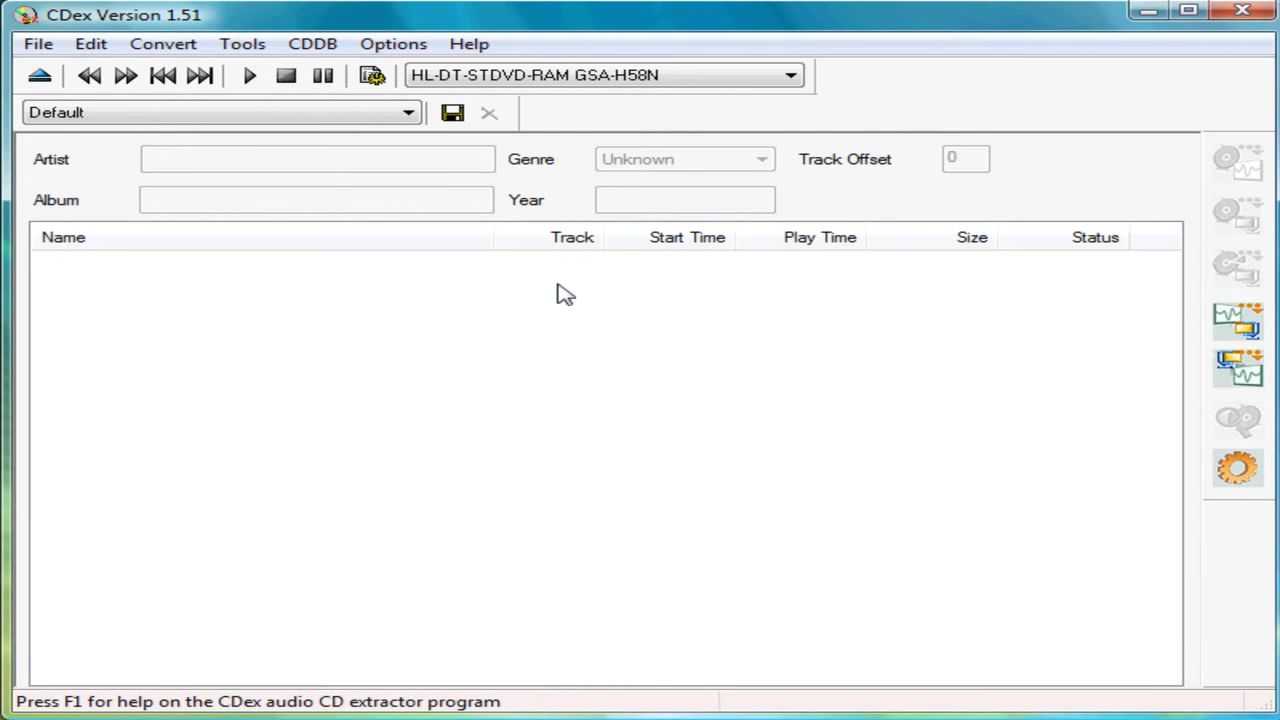 CDex Version 1.51
File Edit Convert Tools CDDB Options Help
HL-DT-STDVD-RAM GSA-H58N
Default
Artist Genre Unknown Track Offset 0
Album Year
Name Track Start Time Play Time Size Status
Press F1 for help on the CDex audio CD extractor program